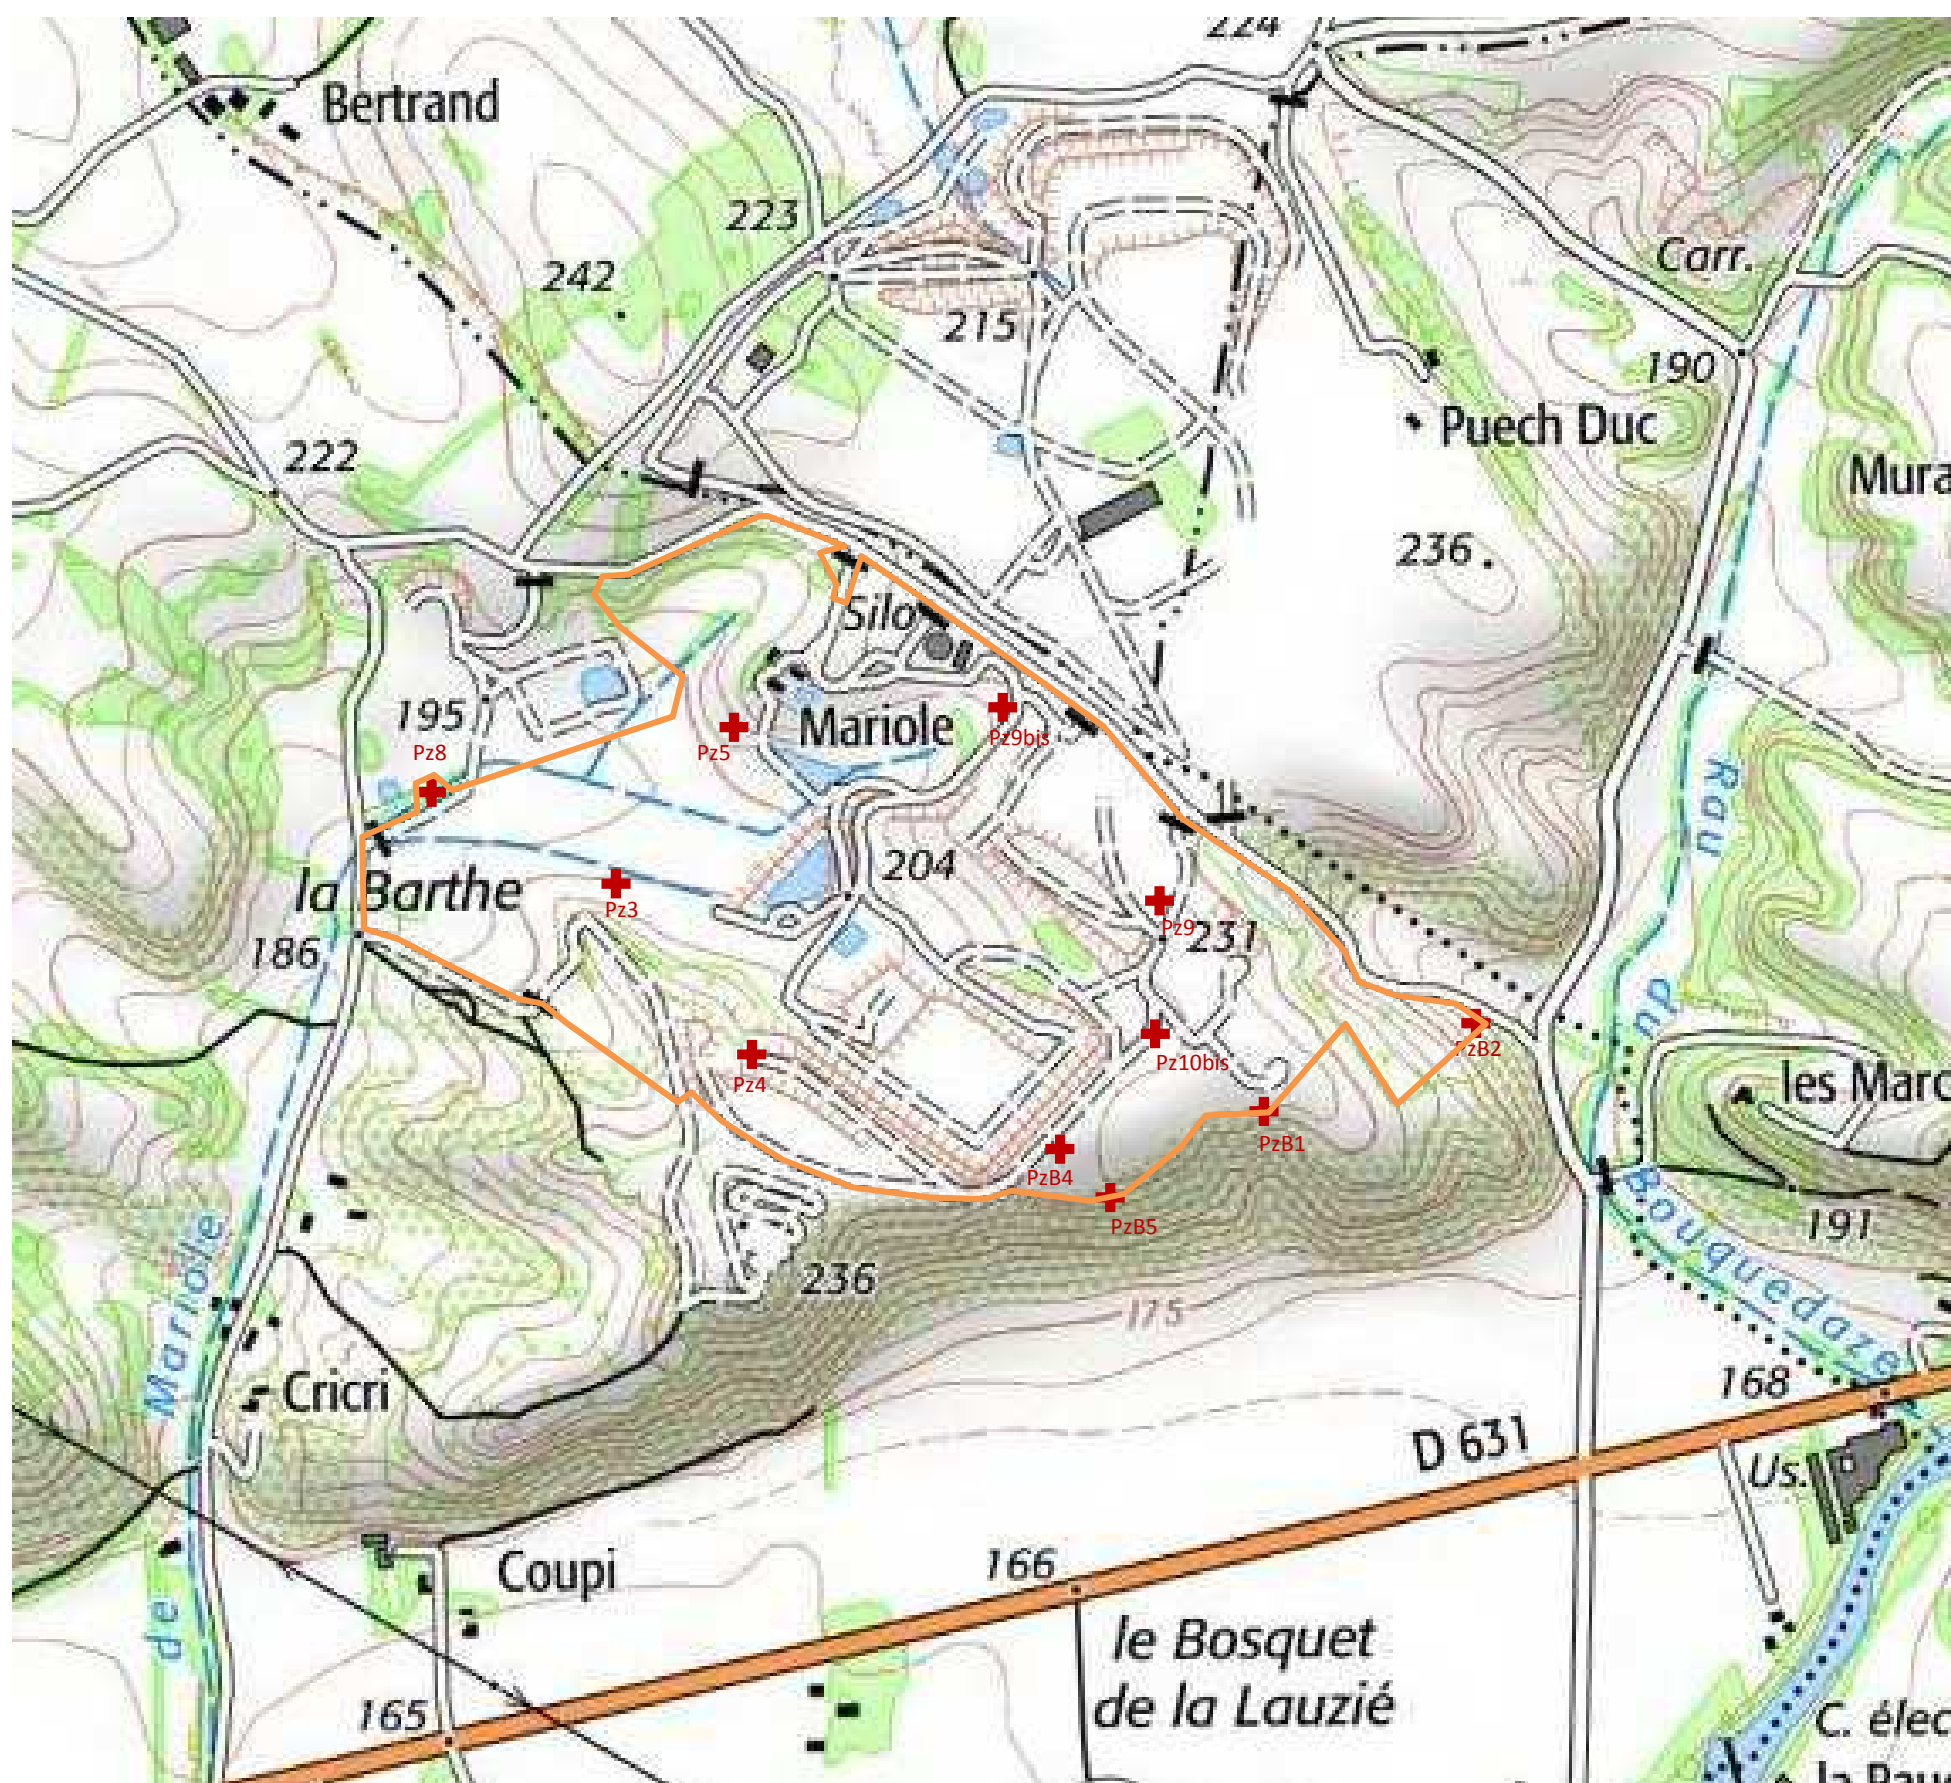 224
Bertrand
223
242
Carr.
215
190
Puech Duc
222
Mura
236
Silo
195
Mariole
Pz8
Pz5
Pz9bis
Rau
204
la Barthe
Pz3
Pz9
231
186
du
PzB2
Pz10bis
Pz4
les Marc
PzB1
PzB4
PzB5
191
Bouquedaze
236
175
Mariole
168
Cricri
D 631
Us.
166
Coupi
le Bosquet
de la Lauzié
de
165
C. élec